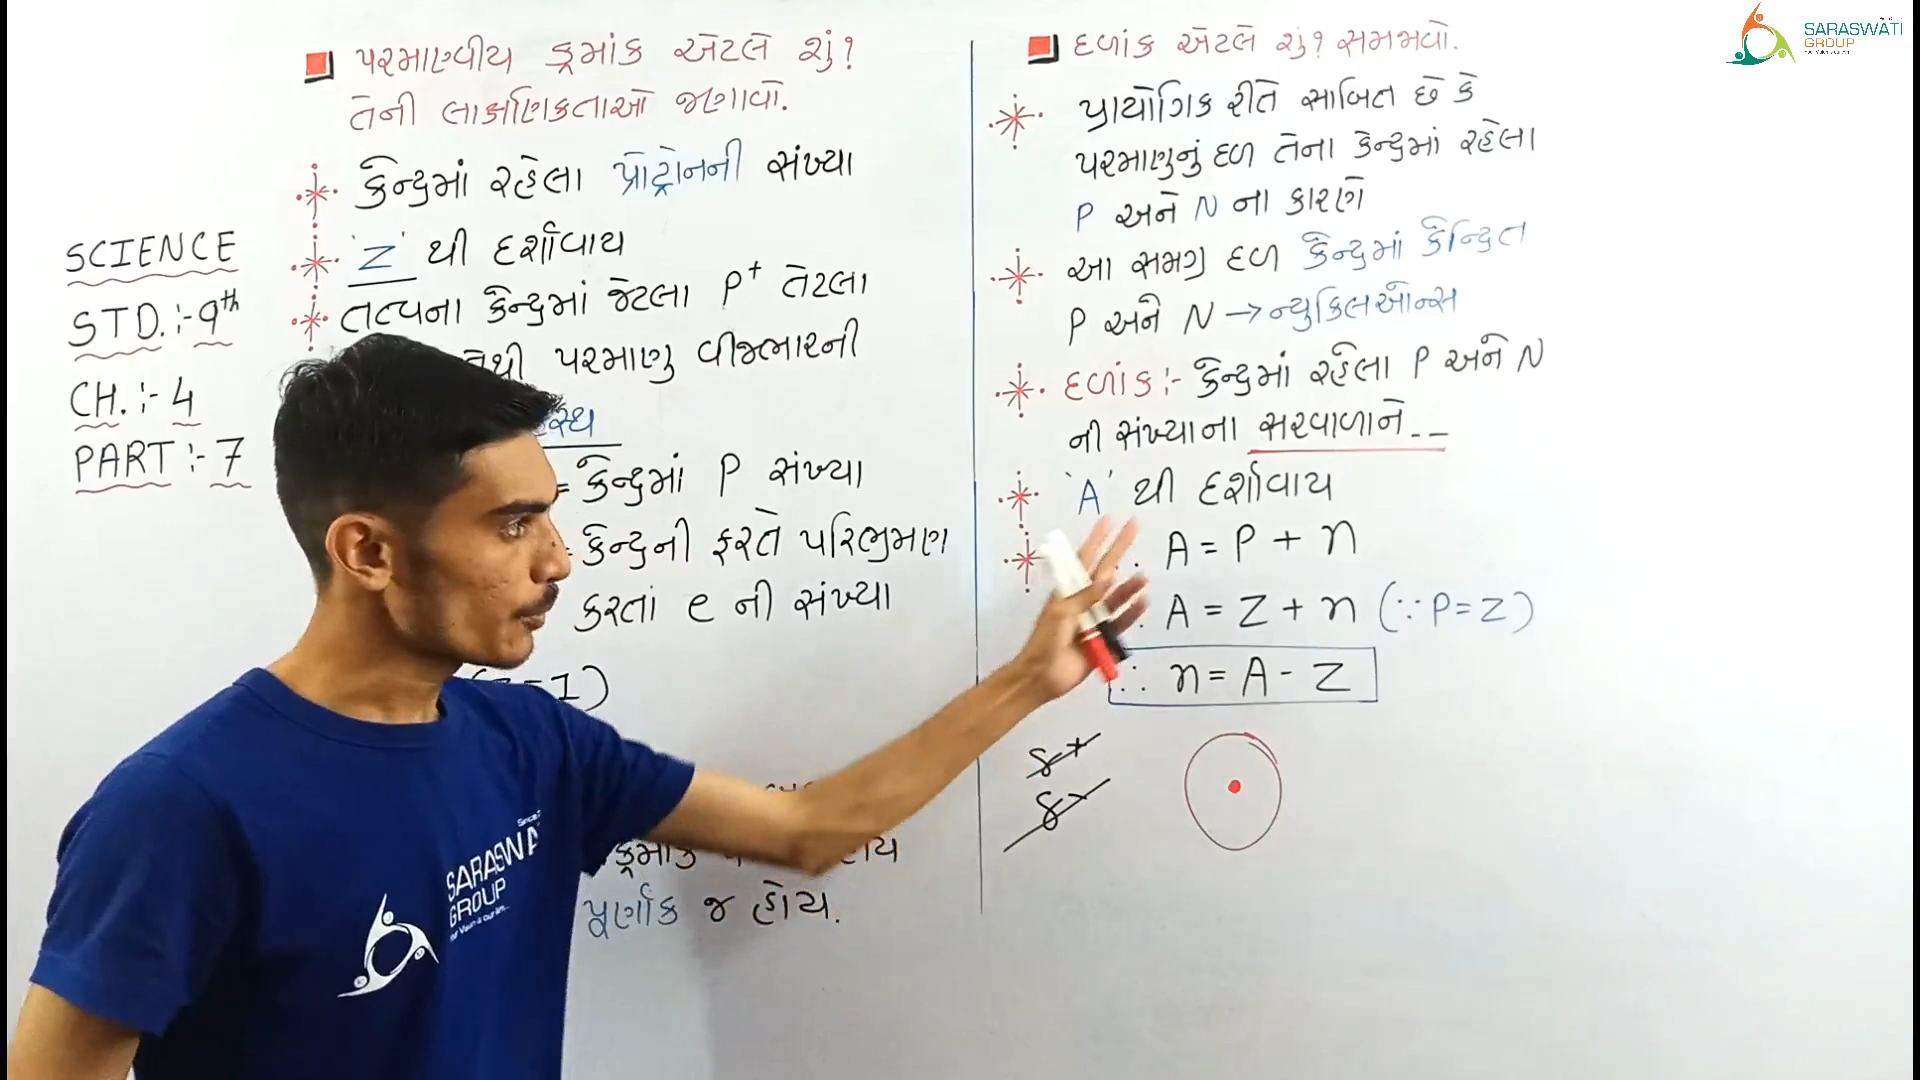 SCIENCE
STD. :- 9th
CH. :- 4
PART :- 7
પરમાણ્વીય ક્રમાંક એટલે શું?
તેની લાક્ષણિકતાઓ જણાવો.
કેન્દ્રમાં રહેલા પ્રોટ્રોનની સંખ્યા
'Z' થી દર્શાવાય
તત્વના કેન્દ્રમાં જેટલા P+ તેટલા
તેથી પરમાણુ વીજભારની
= કેન્દ્રમાં P સંખ્યા
કેન્દ્રની ફરતે પરિભ્રમણ
કરતાં e ની સંખ્યા
પૂર્ણાંક જ હોય.
દળાંક એટલે શું? સમજાવો.
પ્રાયોગિક રીતે સાબિત છે કે
પરમાણુનું દળ તેના કેન્દ્રમાં રહેલા
P અને N ના કારણે
આ સમગ્ર દળ કેન્દ્રમાં કેન્દ્રિત
P અને N → ન્યુક્લિઓન્સ
દળાંક :- કેન્દ્રમાં રહેલા P અને N
ની સંખ્યાના સરવાળાને --
'A' થી દર્શાવાય
A = P + n
∴ A = Z + n (∵ P = Z)
∴ n = A - Z
SARASWATI
GROUP
SARASWA
GROUP